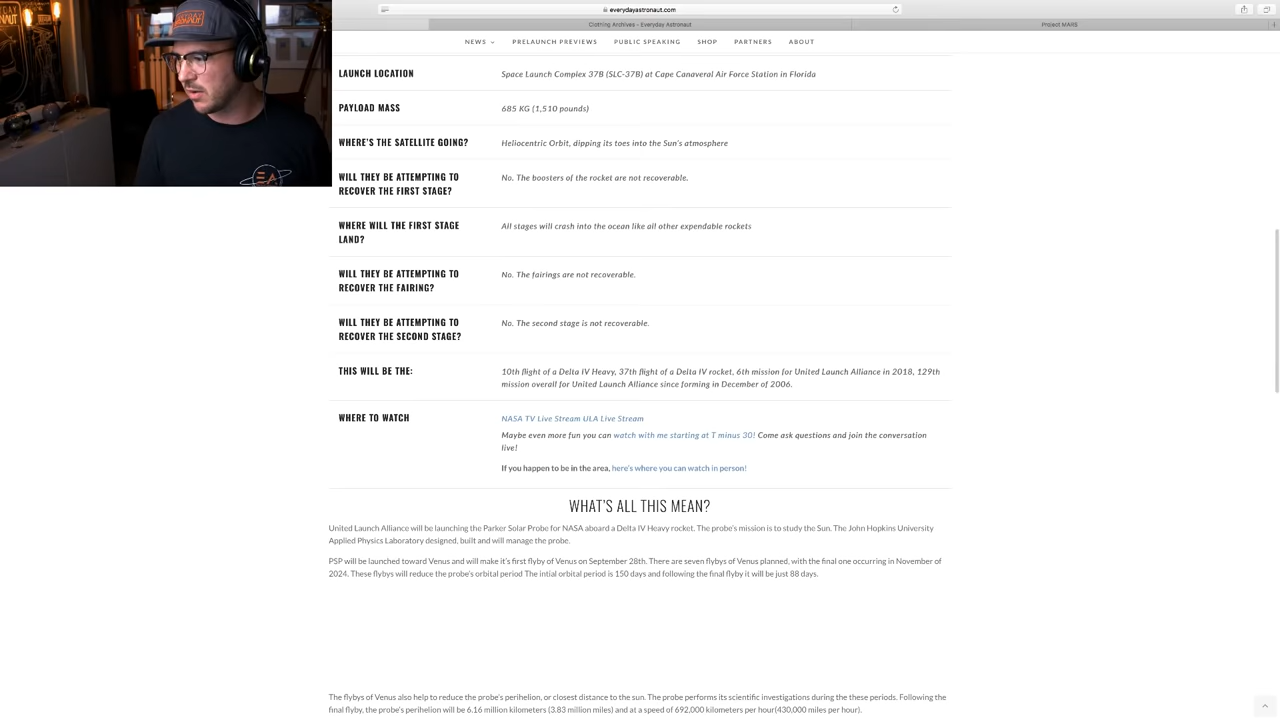 everydayastronaut.com
Clothing Archives - Everyday Astronaut
Project MARS
NEWS
PRELAUNCH PREVIEWS
PUBLIC SPEAKING
SHOP
PARTNERS
ABOUT
LAUNCH LOCATION
Space Launch Complex 37B (SLC-37B) at Cape Canaveral Air Force Station in Florida
PAYLOAD MASS
685 KG (1,510 pounds)
WHERE'S THE SATELLITE GOING?
Heliocentric Orbit, dipping its toes into the Sun's atmosphere
WILL THEY BE ATTEMPTING TO
RECOVER THE FIRST STAGE?
No. The boosters of the rocket are not recoverable.
WHERE WILL THE FIRST STAGE
LAND?
All stages will crash into the ocean like all other expendable rockets
WILL THEY BE ATTEMPTING TO
RECOVER THE FAIRING?
No. The fairings are not recoverable.
WILL THEY BE ATTEMPTING TO
RECOVER THE SECOND STAGE?
No. The second stage is not recoverable.
THIS WILL BE THE:
10th flight of a Delta IV Heavy, 37th flight of a Delta IV rocket, 6th mission for United Launch Alliance in 2018, 129th
mission overall for United Launch Alliance since forming in December of 2006.
WHERE TO WATCH
NASA TV Live Stream ULA Live Stream
Maybe even more fun you can watch with me starting at T minus 30! Come ask questions and join the conversation
live!
If you happen to be in the area, here's where you can watch in person!
WHAT'S ALL THIS MEAN?
United Launch Alliance will be launching the Parker Solar Probe for NASA aboard a Delta IV Heavy rocket. The probe's mission is to study the Sun. The John Hopkins University
Applied Physics Laboratory designed, built and will manage the probe.
PSP will be launched toward Venus and will make it's first flyby of Venus on September 28th. There are seven flybys of Venus planned, with the final one occurring in November of
2024. These flybys will reduce the probe's orbital period The intial orbital period is 150 days and following the final flyby it will be just 88 days.
The flybys of Venus also help to reduce the probe's perihelion, or closest distance to the sun. The probe performs its scientific investigations during the these periods. Following the
final flyby, the probe's perihelion will be 6.16 million kilometers (3.83 million miles) and at a speed of 692,000 kilometers per hour(430,000 miles per hour).